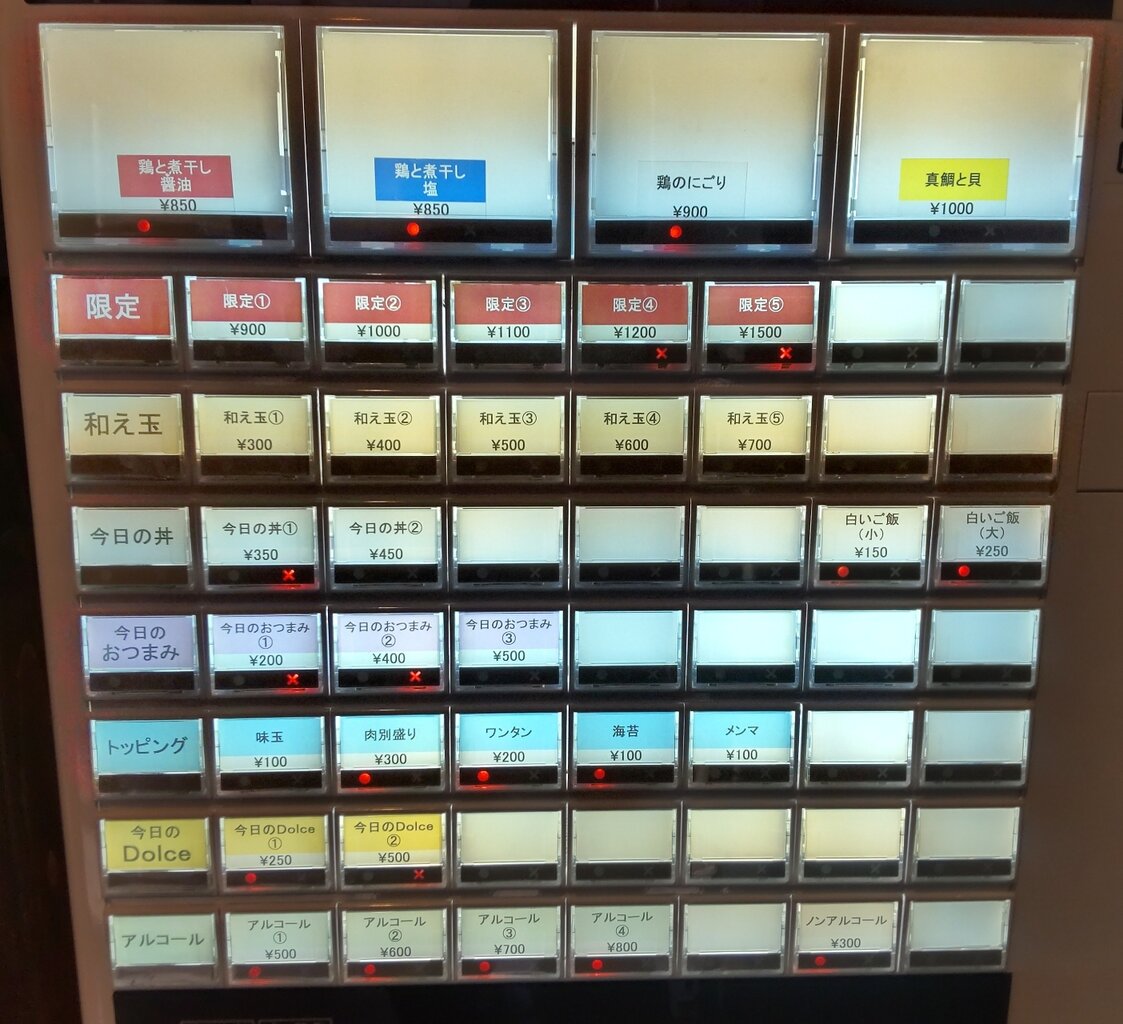 鶏と煮干し
醤油
¥850
鶏と煮干し
塩
¥850
鶏のにごり
¥900
真鯛と貝
¥1000
限定
限定①
¥900
限定②
¥1000
限定③
¥1100
限定④
¥1200
限定⑤
¥1500
和え玉
和え玉①
¥300
和え玉②
¥400
和え玉③
¥500
和え玉④
¥600
和え玉⑤
¥700
今日の丼
今日の丼①
¥350
今日の丼②
¥450
白いご飯
（小）
¥150
白いご飯
（大）
¥250
今日の
おつまみ
今日のおつまみ
①
¥200
今日のおつまみ
②
¥400
今日のおつまみ
③
¥500
トッピング
味玉
¥100
肉別盛り
¥300
ワンタン
¥200
海苔
¥100
メンマ
¥100
今日の
Dolce
今日のDolce
①
¥250
今日のDolce
②
¥500
アルコール
アルコール
①
¥500
アルコール
②
¥600
アルコール
③
¥700
アルコール
④
¥800
ノンアルコール
¥300